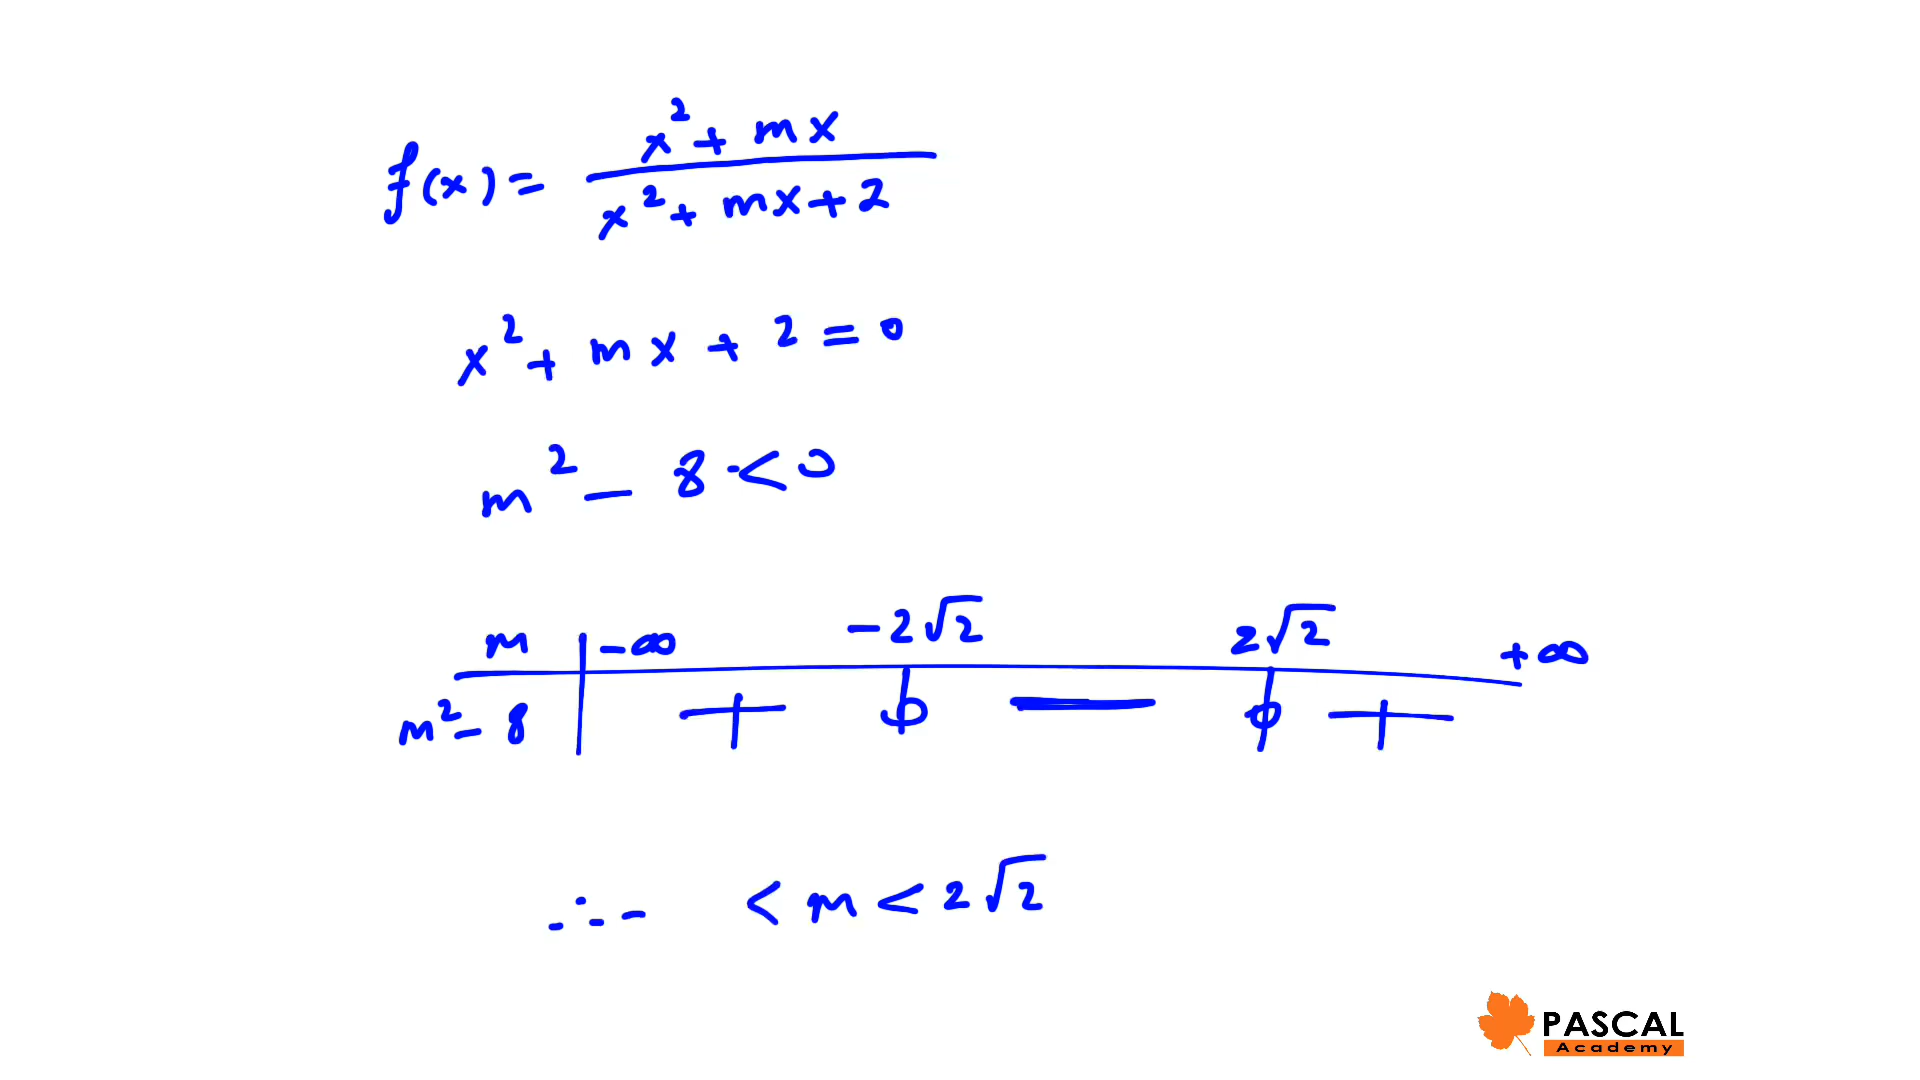 f(x) = (x² + mx) / (x² + mx + 2)
x² + mx + 2 = 0
m² - 8 < 0
m | -∞ -2√2 2√2 +∞
m² - 8 | + 0 — 0 +
∴ - < m < 2√2
PASCAL
Academy